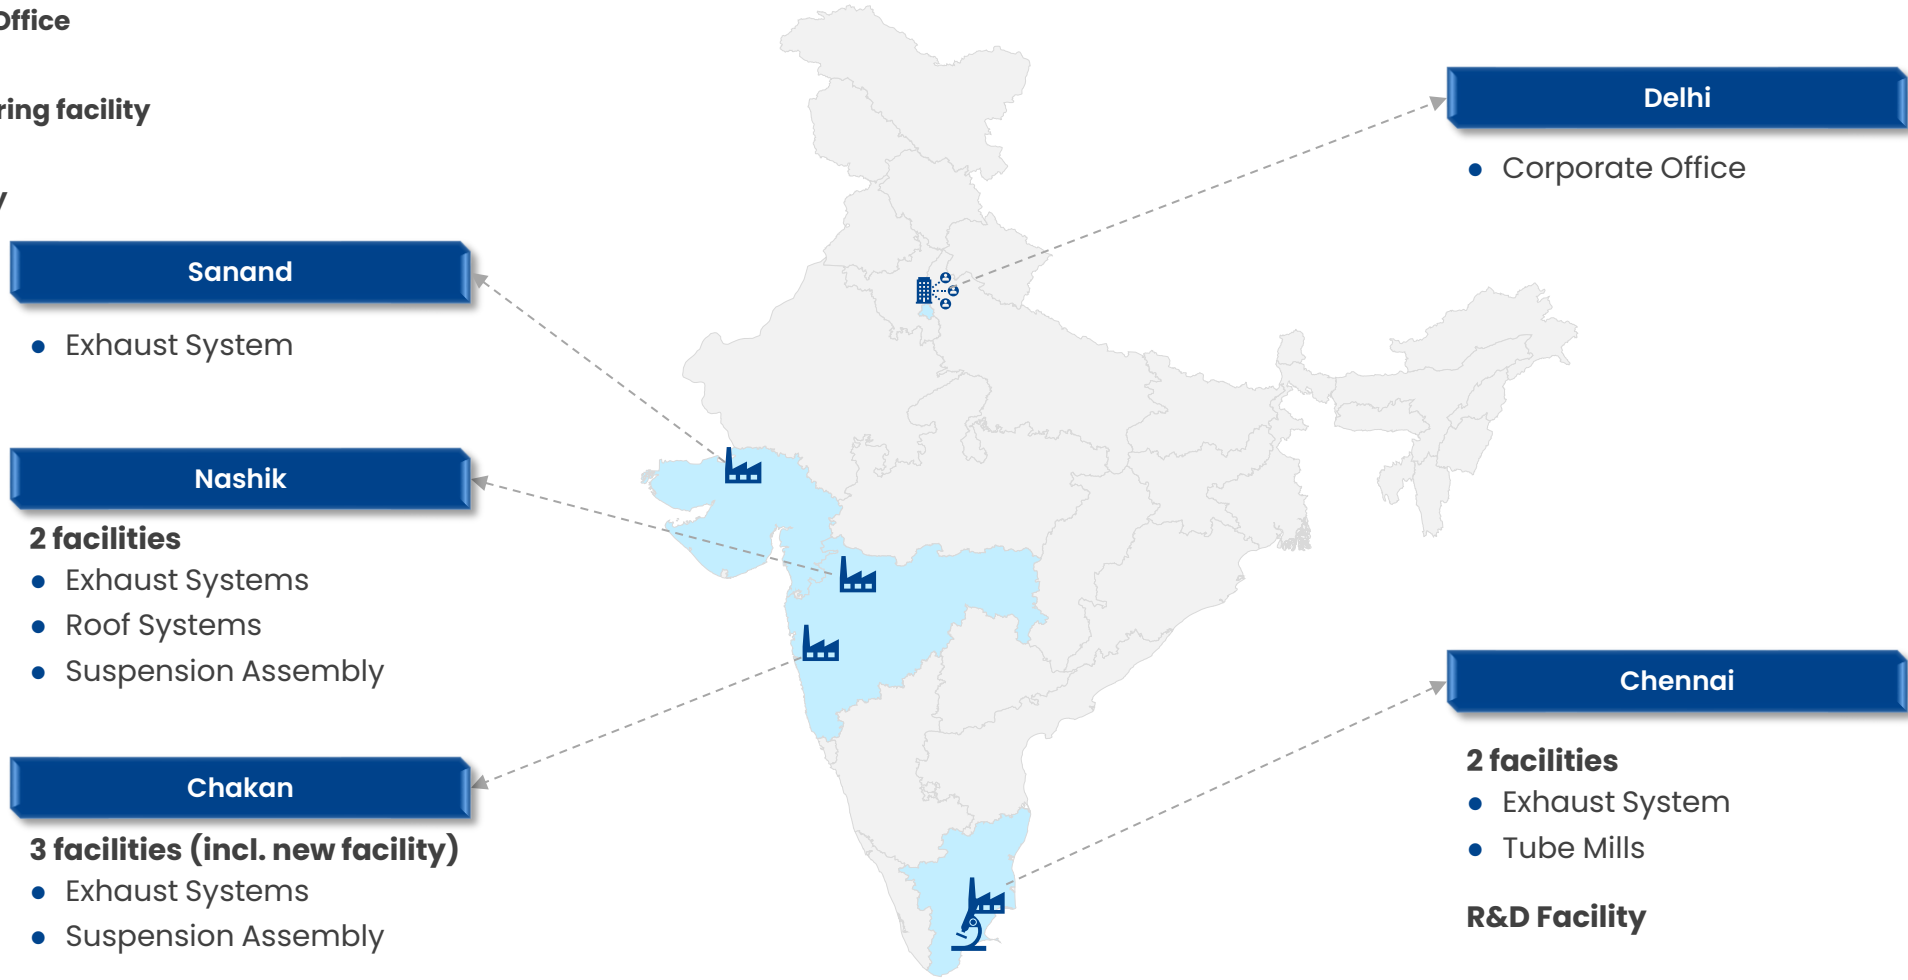 Office
ring facility
y
Sanand
• Exhaust System
Nashik
2 facilities
• Exhaust Systems
• Roof Systems
• Suspension Assembly
Chakan
3 facilities (incl. new facility)
• Exhaust Systems
• Suspension Assembly
Delhi
• Corporate Office
Chennai
2 facilities
• Exhaust System
• Tube Mills
R&D Facility